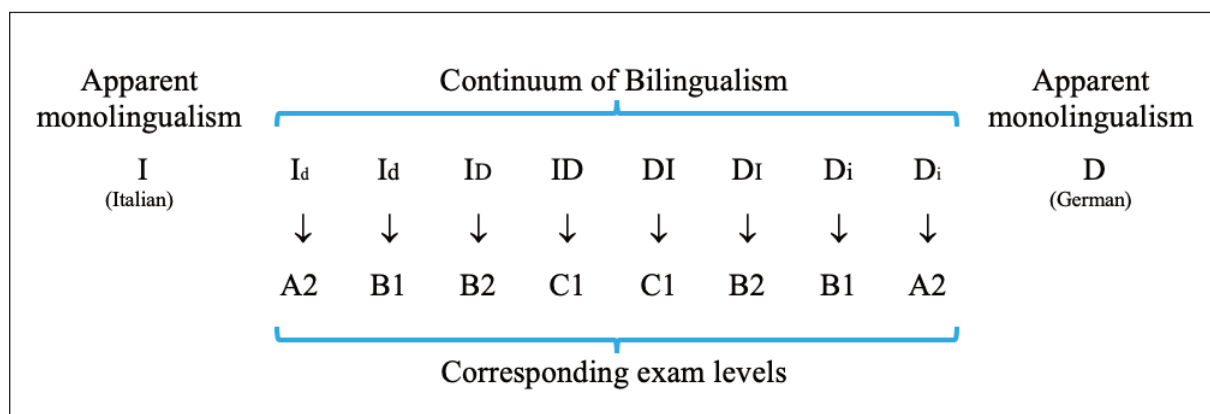 Apparent monolingualism
Continuum of Bilingualism
Apparent monolingualism
I Id Id ID ID DI DI Di Di D
(Italian) (German)
↓ ↓ ↓ ↓ ↓ ↓ ↓ ↓
A2 B1 B2 C1 C1 B2 B1 A2
Corresponding exam levels